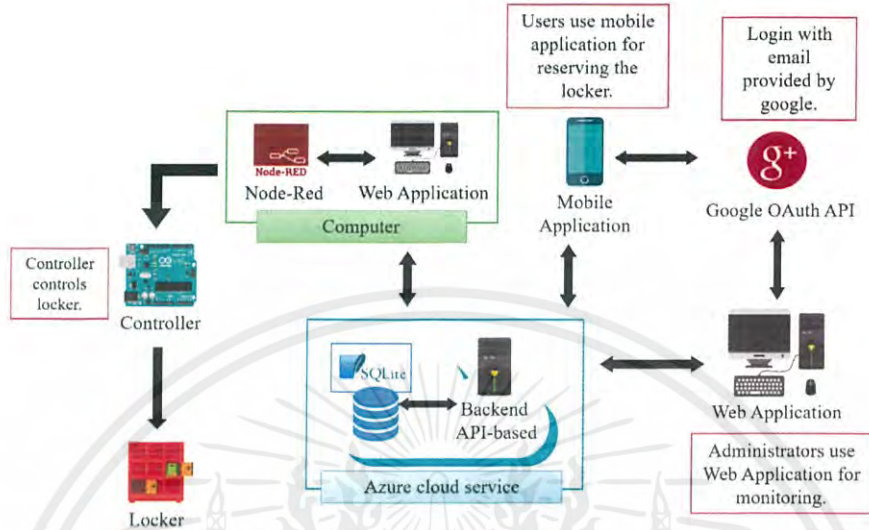 Users use mobile
application for
reserving the
locker.
Login with
email
provided by
google.
Node-RED
Node-Red
Web Application
Computer
g+
Mobile
Application
Google OAuth API
Controller
controls
locker.
Controller
SQLite
Backend
API-based
Azure cloud service
Web Application
Administrators use
Web Application for
monitoring.
Locker